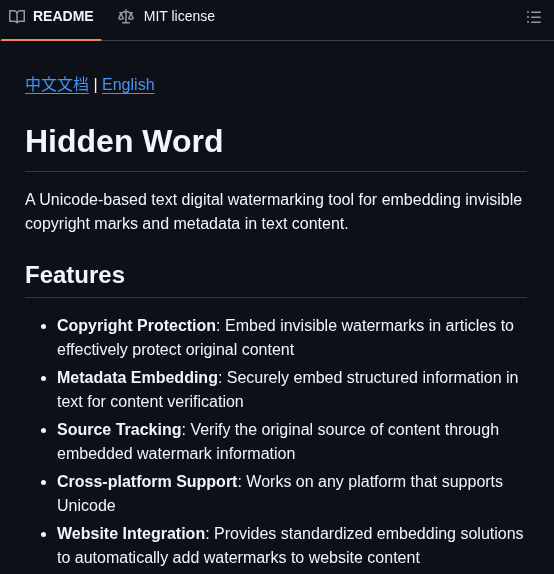 README MIT license
中文文档 | English
Hidden Word
A Unicode-based text digital watermarking tool for embedding invisible
copyright marks and metadata in text content.
Features
Copyright Protection: Embed invisible watermarks in articles to
effectively protect original content
Metadata Embedding: Securely embed structured information in
text for content verification
Source Tracking: Verify the original source of content through
embedded watermark information
Cross-platform Support: Works on any platform that supports
Unicode
Website Integration: Provides standardized embedding solutions
to automatically add watermarks to website content